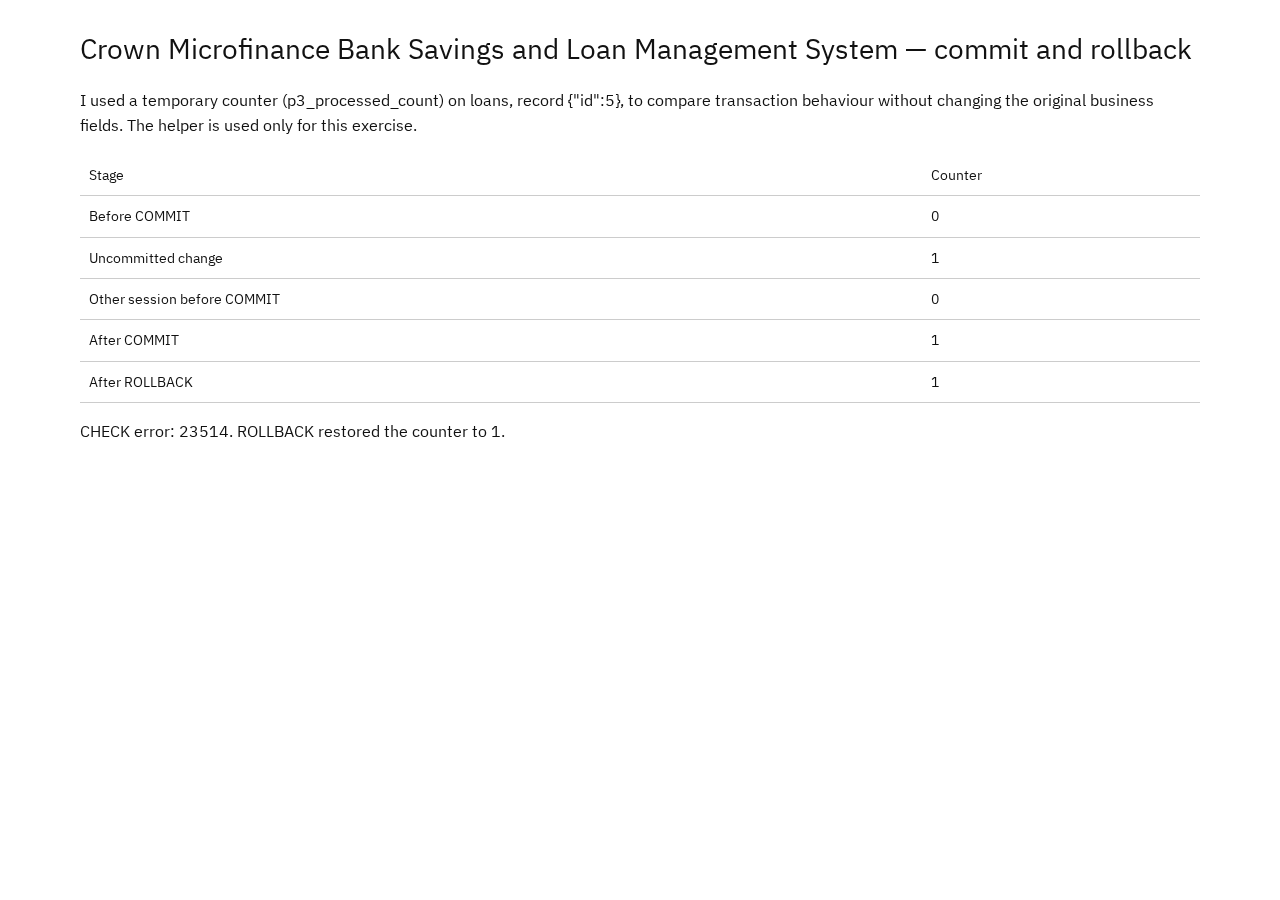 Crown Microfinance Bank Savings and Loan Management System — commit and rollback
I used a temporary counter (p3_processed_count) on loans, record {"id":5}, to compare transaction behaviour without changing the original business
fields. The helper is used only for this exercise.
Stage Counter
Before COMMIT 0
Uncommitted change 1
Other session before COMMIT 0
After COMMIT 1
After ROLLBACK 1
CHECK error: 23514. ROLLBACK restored the counter to 1.